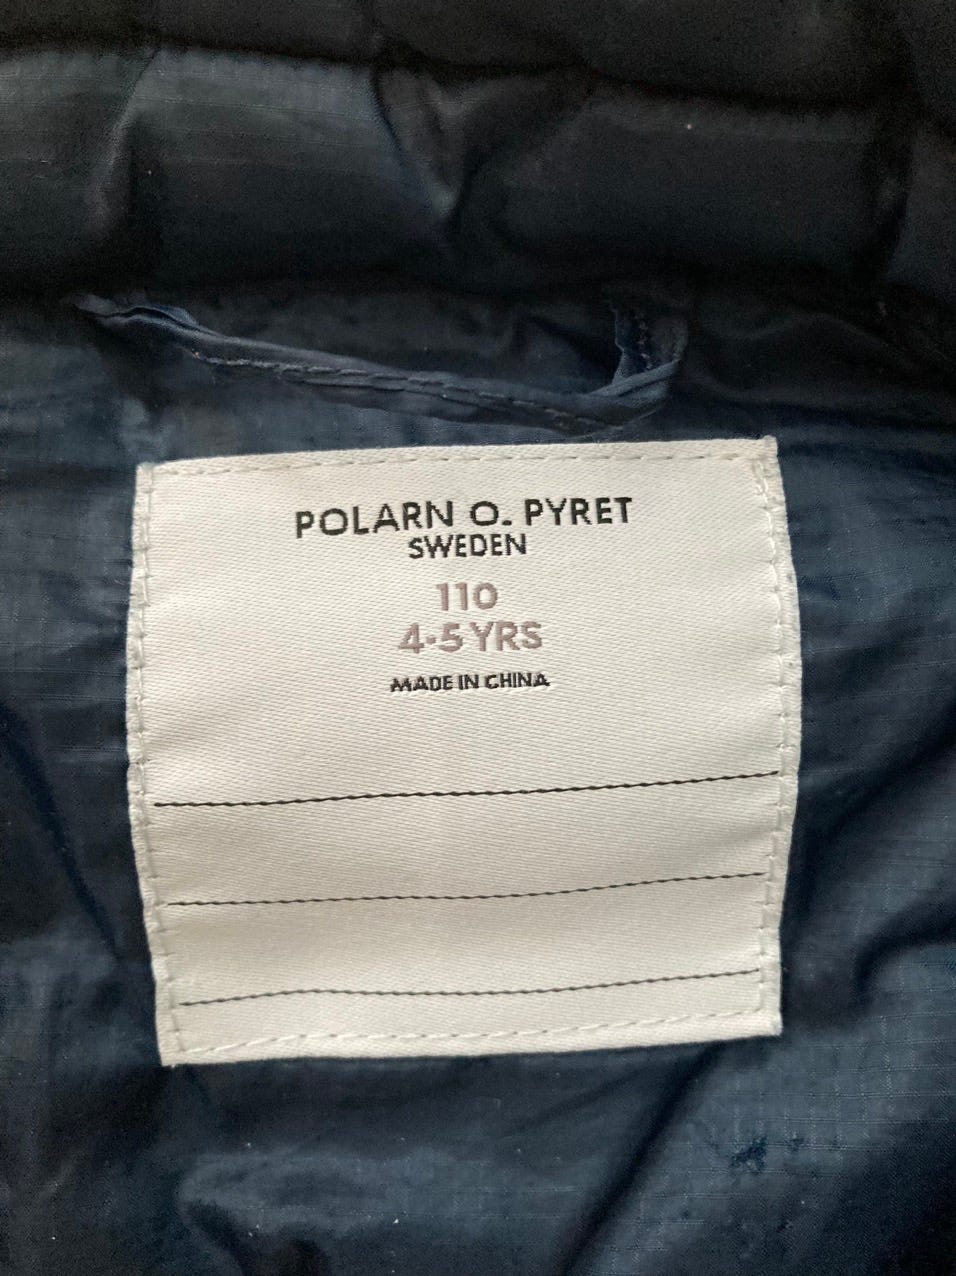 POLARN O. PYRET
SWEDEN
110
4-5 YRS
MADE IN CHINA